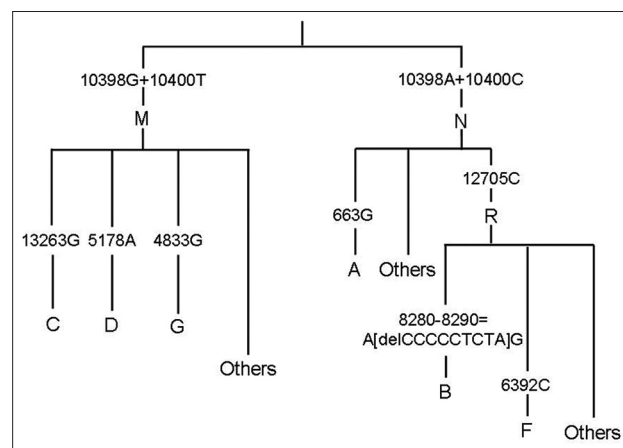 10398G+10400T
10398A+10400C
M
N
12705C
663G
R
13263G
5178A
4833G
A
Others
C
D
G
8280-8290=
A[delCCCCCTCTA]G
Others
B
6392C
F
Others